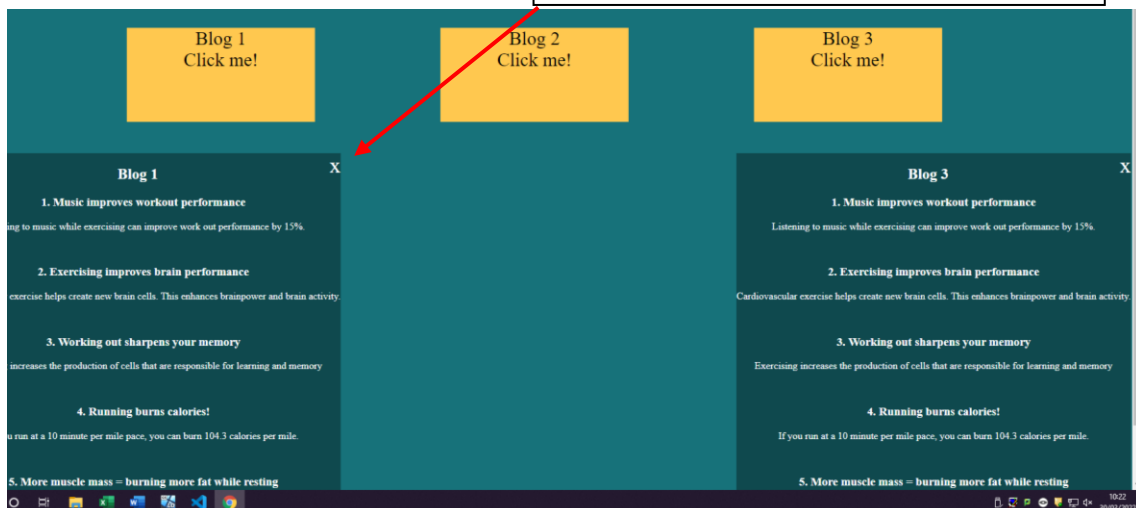 Blog 1
Click me!
Blog 2
Click me!
Blog 3
Click me!
X
Blog 1
1. Music improves workout performance
ing to music while exercising can improve work out performance by 15%.
2. Exercising improves brain performance
exercise helps create new brain cells. This enhances brainpower and brain activity.
3. Working out sharpens your memory
increases the production of cells that are responsible for learning and memory
4. Running burns calories!
u run at a 10 minute per mile pace, you can burn 104.3 calories per mile.
5. More muscle mass = burning more fat while resting
X
Blog 3
1. Music improves workout performance
Listening to music while exercising can improve work out performance by 15%.
2. Exercising improves brain performance
Cardiovascular exercise helps create new brain cells. This enhances brainpower and brain activity.
3. Working out sharpens your memory
Exercising increases the production of cells that are responsible for learning and memory
4. Running burns calories!
If you run at a 10 minute per mile pace, you can burn 104.3 calories per mile.
5. More muscle mass = burning more fat while resting
10:22